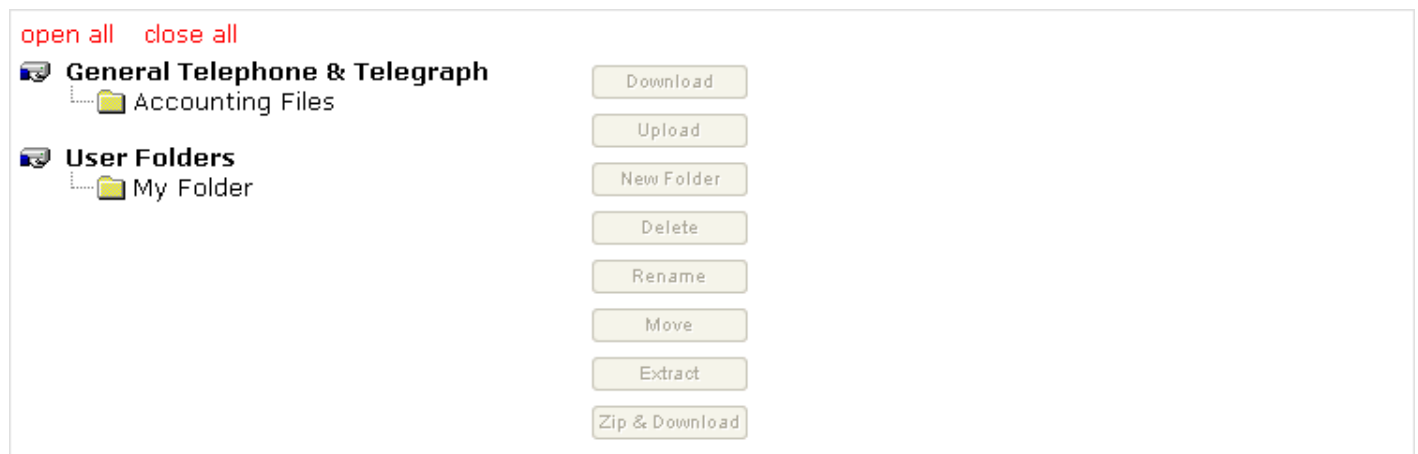 open all close all
General Telephone & Telegraph
Accounting Files
User Folders
My Folder
Download
Upload
New Folder
Delete
Rename
Move
Extract
Zip & Download